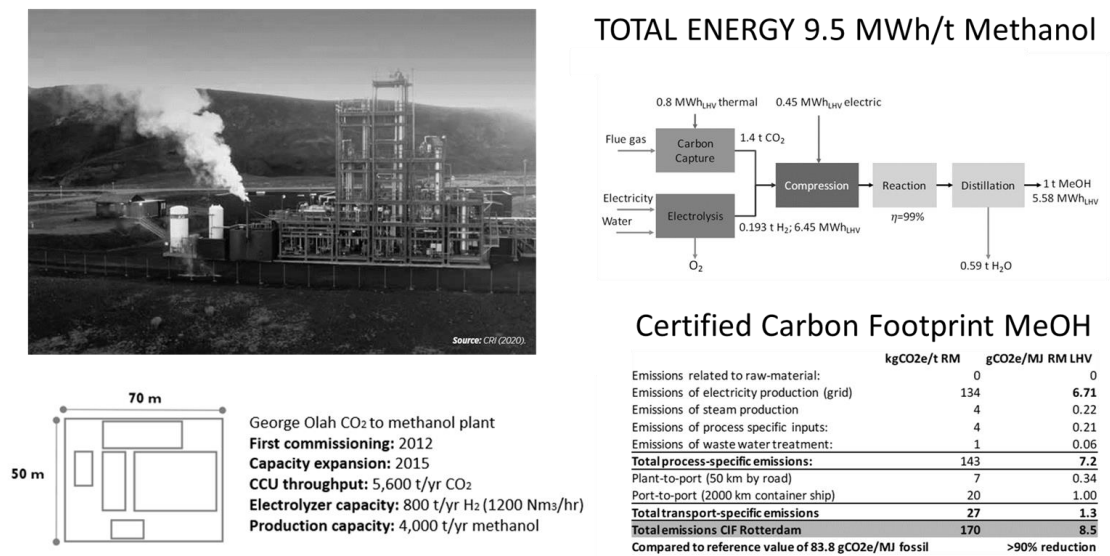 Source: CRI (2020).
70 m
50 m
George Olah CO2 to methanol plant
First commissioning: 2012
Capacity expansion: 2015
CCU throughput: 5,600 t/yr CO2
Electrolyzer capacity: 800 t/yr H2 (1200 Nm3/hr)
Production capacity: 4,000 t/yr methanol
TOTAL ENERGY 9.5 MWh/t Methanol
0.8 MWhLHV thermal
0.45 MWhLHV electric
Flue gas
Carbon
Capture
1.4 t CO2
Electricity
Water
Electrolysis
0.193 t H2; 6.45 MWhLHV
Compression
Reaction
η=99%
Distillation
1 t MeOH
5.58 MWhLHV
O2
0.59 t H2O
Certified Carbon Footprint MeOH
kgCO2e/t RM gCO2e/MJ RM LHV
Emissions related to raw-material: 0 0
Emissions of electricity production (grid) 134 6.71
Emissions of steam production 4 0.22
Emissions of process specific inputs: 4 0.21
Emissions of waste water treatment: 1 0.06
Total process-specific emissions: 143 7.2
Plant-to-port (50 km by road) 7 0.34
Port-to-port (2000 km container ship) 20 1.00
Total transport-specific emissions 27 1.3
Total emissions CIF Rotterdam 170 8.5
Compared to reference value of 83.8 gCO2e/MJ fossil >90% reduction